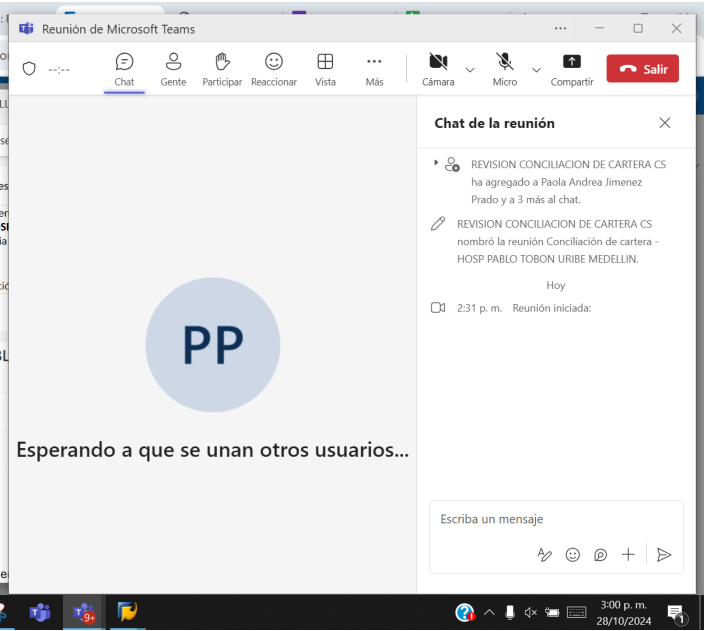 Reunión de Microsoft Teams
--:--
Chat
Gente
Participar
Reaccionar
Vista
Más
Cámara
Micro
Compartir
Salir
PP
Esperando a que se unan otros usuarios...
Chat de la reunión
REVISION CONCILIACION DE CARTERA CS
ha agregado a Paola Andrea Jimenez
Prado y a 3 más al chat.
REVISION CONCILIACION DE CARTERA CS
nombró la reunión Conciliación de cartera -
HOSP PABLO TOBON URIBE MEDELLIN.
Hoy
2:31 p. m. Reunión iniciada:
Escriba un mensaje
9+
3:00 p. m.
28/10/2024
1